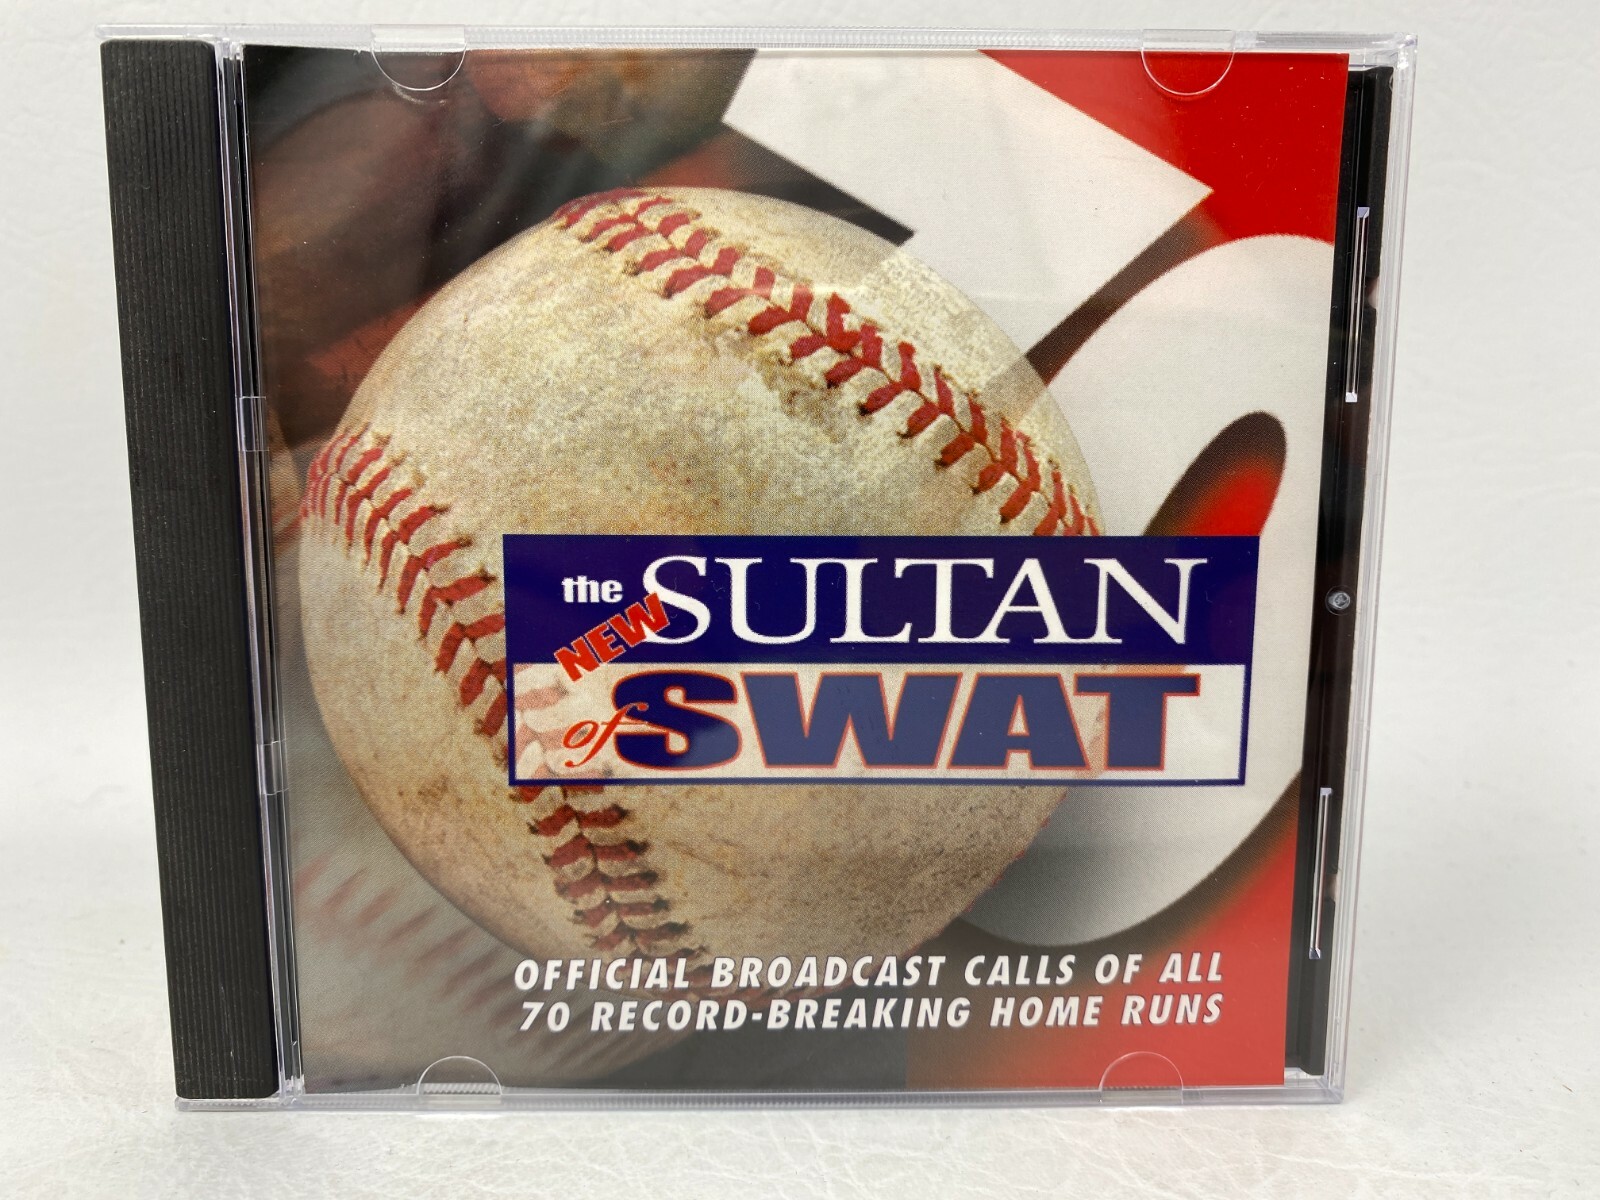 the NEW SULTAN
of SWAT
OFFICIAL BROADCAST CALLS OF ALL
70 RECORD-BREAKING HOME RUNS